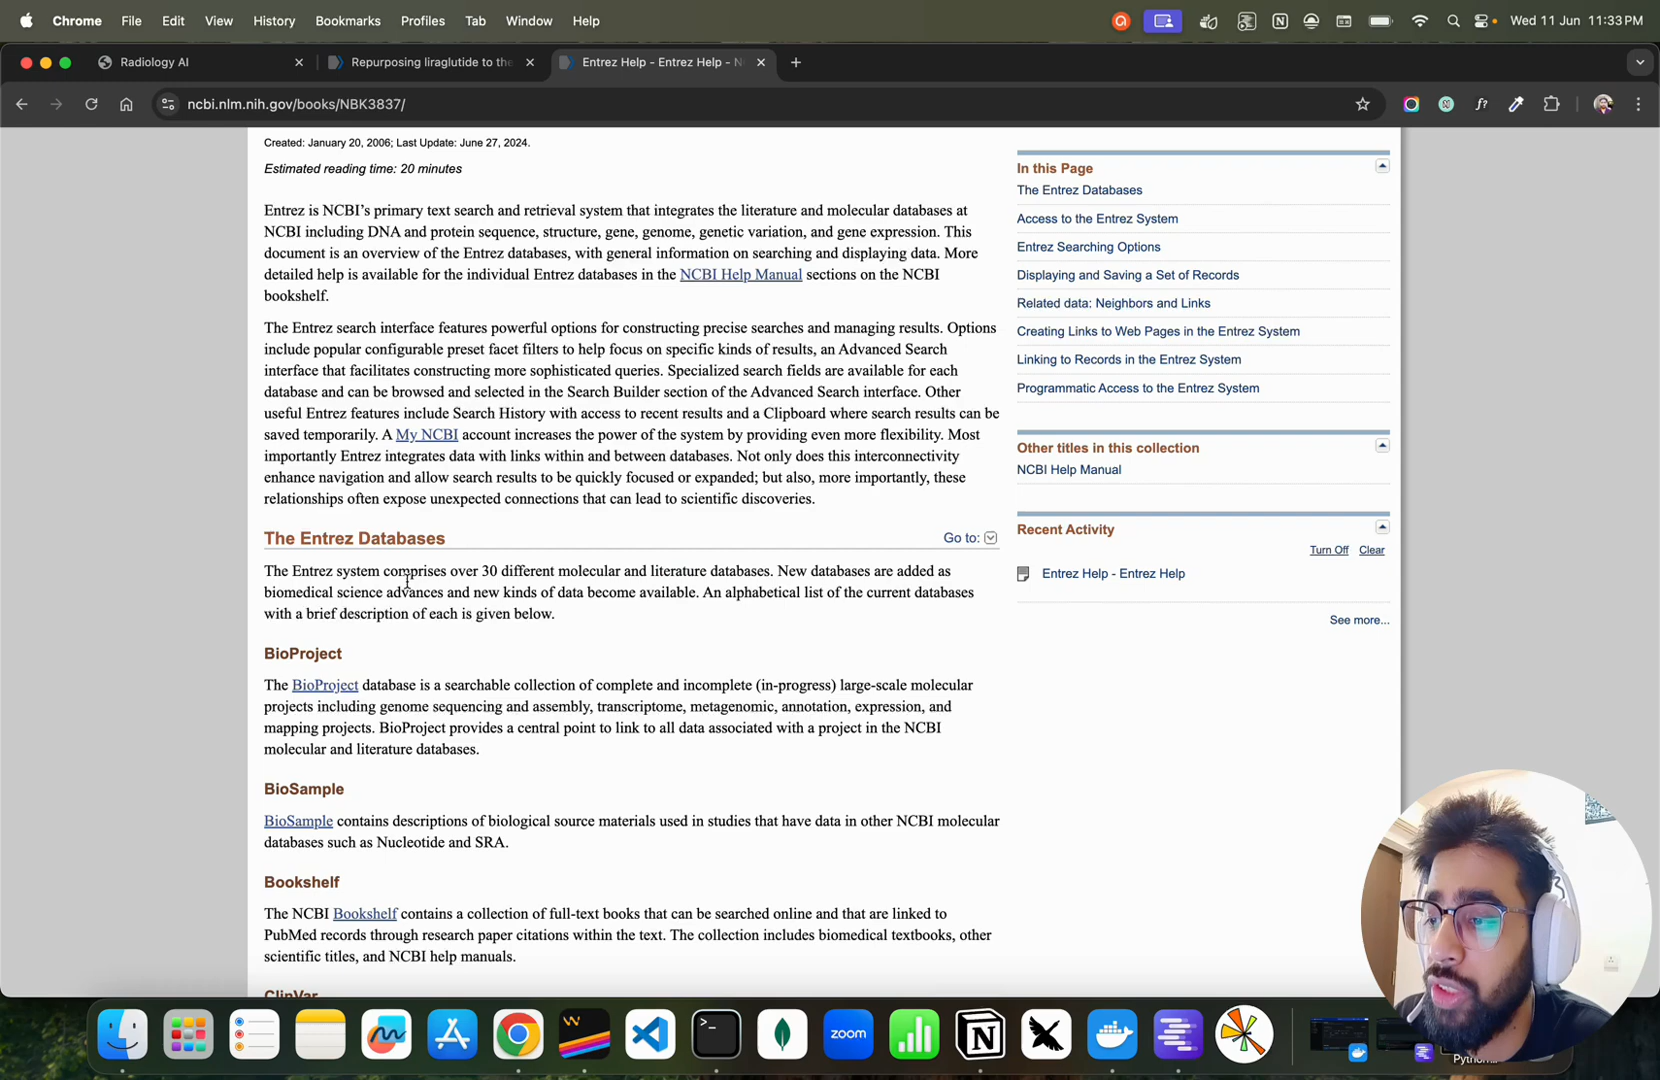 Chrome File Edit View History Bookmarks Profiles Tab Window Help Wed 11 Jun 11:33 PM
Radiology AI Repurposing liraglutide to the Entrez Help - Entrez Help - N
ncbi.nlm.nih.gov/books/NBK3837/ f?
Created: January 20, 2006; Last Update: June 27, 2024.
Estimated reading time: 20 minutes
Entrez is NCBI's primary text search and retrieval system that integrates the literature and molecular databases at
NCBI including DNA and protein sequence, structure, gene, genome, genetic variation, and gene expression. This
document is an overview of the Entrez databases, with general information on searching and displaying data. More
detailed help is available for the individual Entrez databases in the NCBI Help Manual sections on the NCBI
bookshelf.
The Entrez search interface features powerful options for constructing precise searches and managing results. Options
include popular configurable preset facet filters to help focus on specific kinds of results, an Advanced Search
interface that facilitates constructing more sophisticated queries. Specialized search fields are available for each
database and can be browsed and selected in the Search Builder section of the Advanced Search interface. Other
useful Entrez features include Search History with access to recent results and a Clipboard where search results can be
saved temporarily. A My NCBI account increases the power of the system by providing even more flexibility. Most
importantly Entrez integrates data with links within and between databases. Not only does this interconnectivity
enhance navigation and allow search results to be quickly focused or expanded; but also, more importantly, these
relationships often expose unexpected connections that can lead to scientific discoveries.
The Entrez Databases Go to:
The Entrez system comprises over 30 different molecular and literature databases. New databases are added as
biomedical science advances and new kinds of data become available. An alphabetical list of the current databases
with a brief description of each is given below.
BioProject
The BioProject database is a searchable collection of complete and incomplete (in-progress) large-scale molecular
projects including genome sequencing and assembly, transcriptome, metagenomic, annotation, expression, and
mapping projects. BioProject provides a central point to link to all data associated with a project in the NCBI
molecular and literature databases.
BioSample
BioSample contains descriptions of biological source materials used in studies that have data in other NCBI molecular
databases such as Nucleotide and SRA.
Bookshelf
The NCBI Bookshelf contains a collection of full-text books that can be searched online and that are linked to
PubMed records through research paper citations within the text. The collection includes biomedical textbooks, other
scientific titles, and NCBI help manuals.
ClinVar
In this Page
The Entrez Databases
Access to the Entrez System
Entrez Searching Options
Displaying and Saving a Set of Records
Related data: Neighbors and Links
Creating Links to Web Pages in the Entrez System
Linking to Records in the Entrez System
Programmatic Access to the Entrez System
Other titles in this collection
NCBI Help Manual
Recent Activity
Turn Off Clear
Entrez Help - Entrez Help
See more...
zoom
Python...